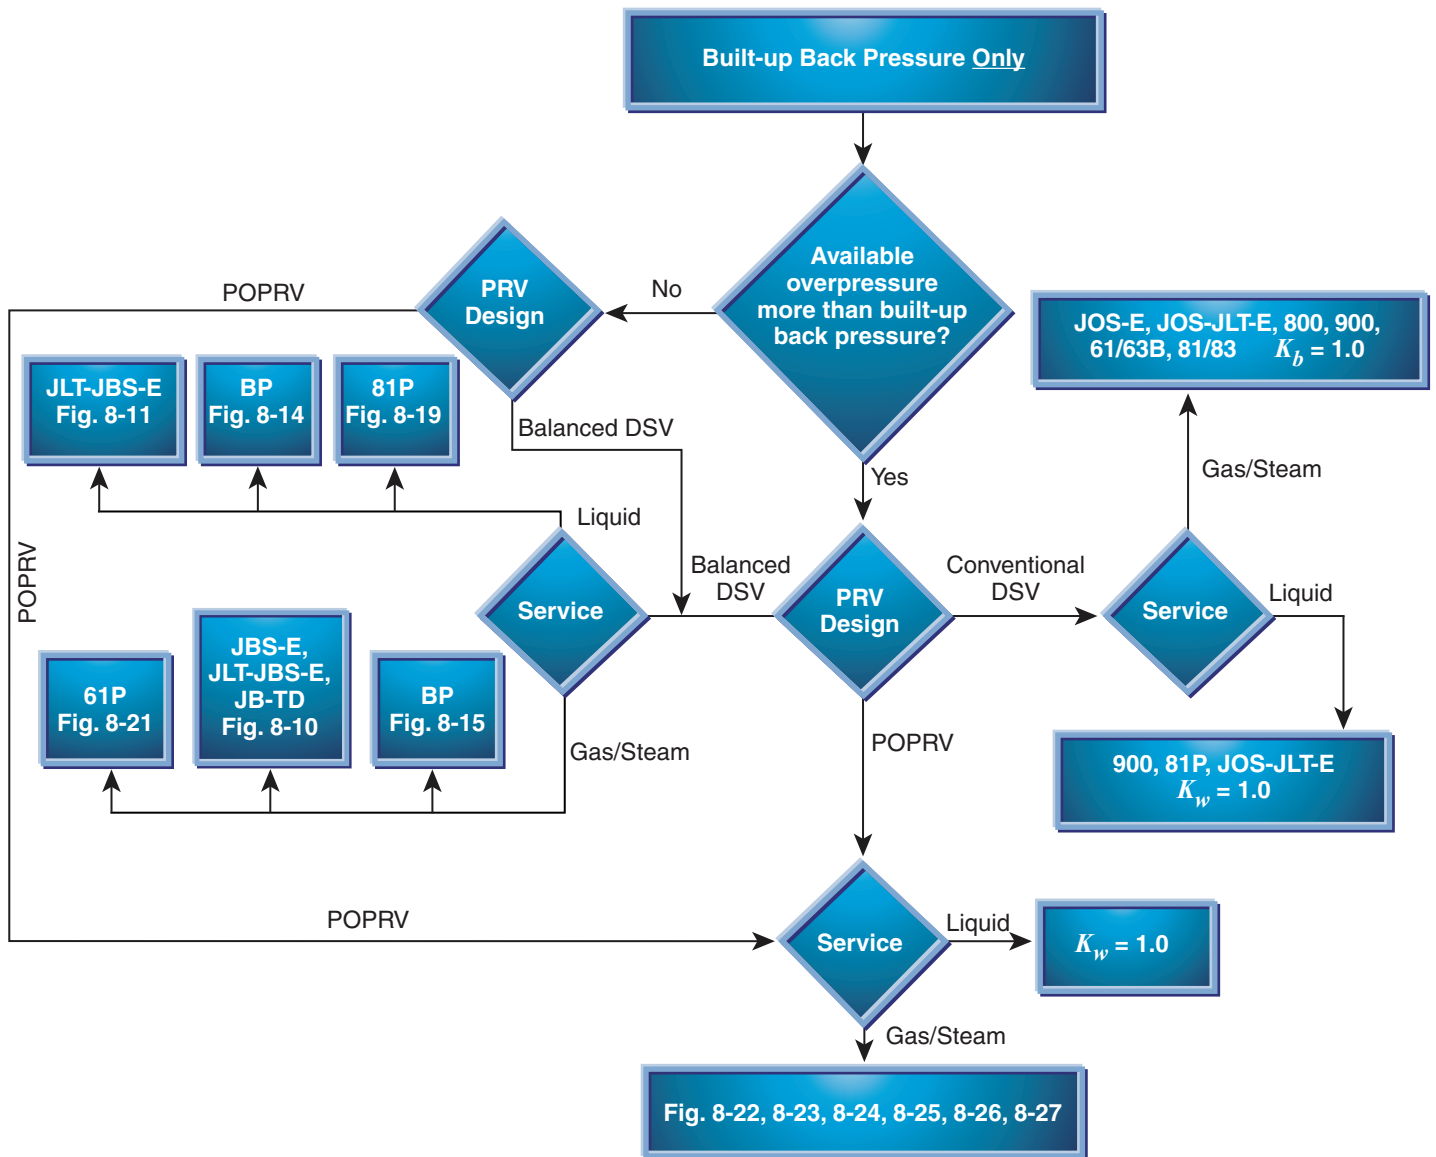 Built-up Back Pressure Only
Available
overpressure
more than built-up
back pressure?
No
PRV
Design
POPRV
JOS-E, JOS-JLT-E, 800, 900,
61/63B, 81/83 K_b = 1.0
JLT-JBS-E
Fig. 8-11
BP
Fig. 8-14
81P
Fig. 8-19
Balanced DSV
Yes
Gas/Steam
Liquid
POPRV
Service
Balanced
DSV
PRV
Design
Conventional
DSV
Service
Liquid
61P
Fig. 8-21
JBS-E,
JLT-JBS-E,
JB-TD
Fig. 8-10
BP
Fig. 8-15
Gas/Steam
POPRV
900, 81P, JOS-JLT-E
K_w = 1.0
POPRV
Service
Liquid
K_w = 1.0
Gas/Steam
Fig. 8-22, 8-23, 8-24, 8-25, 8-26, 8-27